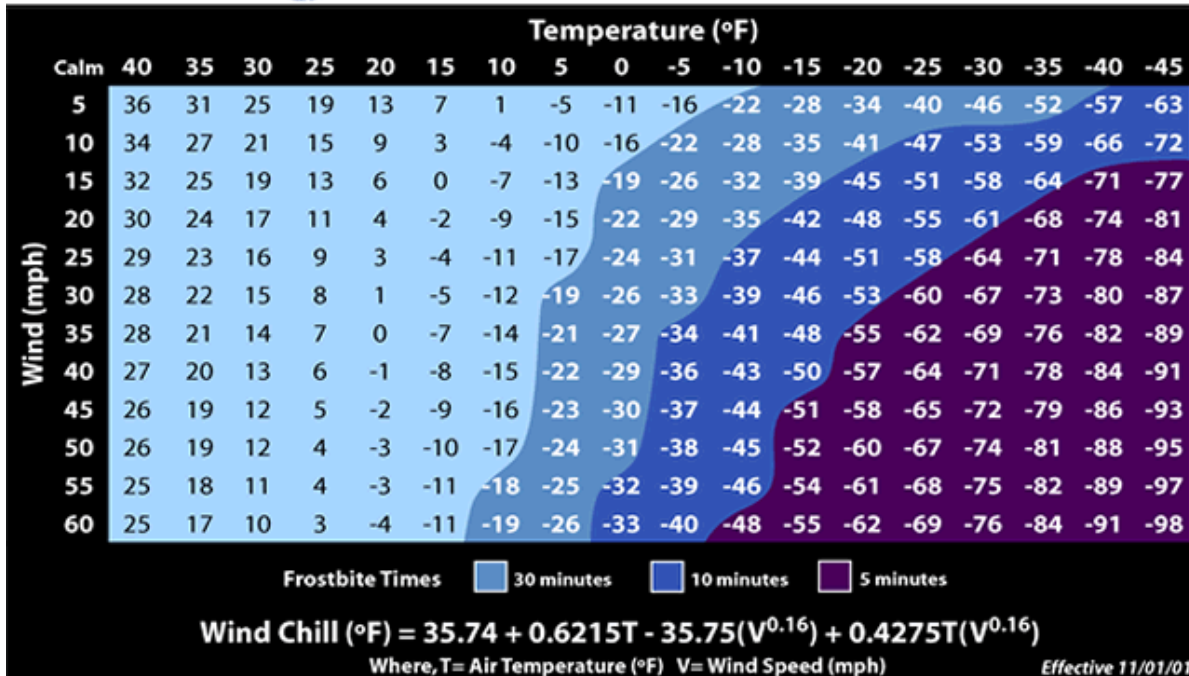 Temperature (ºF)
Calm 40 35 30 25 20 15 10 5 0 -5 -10 -15 -20 -25 -30 -35 -40 -45
5 36 31 25 19 13 7 1 -5 -11 -16 -22 -28 -34 -40 -46 -52 -57 -63
10 34 27 21 15 9 3 -4 -10 -16 -22 -28 -35 -41 -47 -53 -59 -66 -72
15 32 25 19 13 6 0 -7 -13 -19 -26 -32 -39 -45 -51 -58 -64 -71 -77
20 30 24 17 11 4 -2 -9 -15 -22 -29 -35 -42 -48 -55 -61 -68 -74 -81
25 29 23 16 9 3 -4 -11 -17 -24 -31 -37 -44 -51 -58 -64 -71 -78 -84
30 28 22 15 8 1 -5 -12 -19 -26 -33 -39 -46 -53 -60 -67 -73 -80 -87
35 28 21 14 7 0 -7 -14 -21 -27 -34 -41 -48 -55 -62 -69 -76 -82 -89
40 27 20 13 6 -1 -8 -15 -22 -29 -36 -43 -50 -57 -64 -71 -78 -84 -91
45 26 19 12 5 -2 -9 -16 -23 -30 -37 -44 -51 -58 -65 -72 -79 -86 -93
50 26 19 12 4 -3 -10 -17 -24 -31 -38 -45 -52 -60 -67 -74 -81 -88 -95
55 25 18 11 4 -3 -11 -18 -25 -32 -39 -46 -54 -61 -68 -75 -82 -89 -97
60 25 17 10 3 -4 -11 -19 -26 -33 -40 -48 -55 -62 -69 -76 -84 -91 -98
Wind (mph)
Frostbite Times 30 minutes 10 minutes 5 minutes
Wind Chill (ºF) = 35.74 + 0.6215T - 35.75(V⁰·¹⁶) + 0.4275T(V⁰·¹⁶)
Where, T= Air Temperature (ºF) V= Wind Speed (mph) Effective 11/01/01